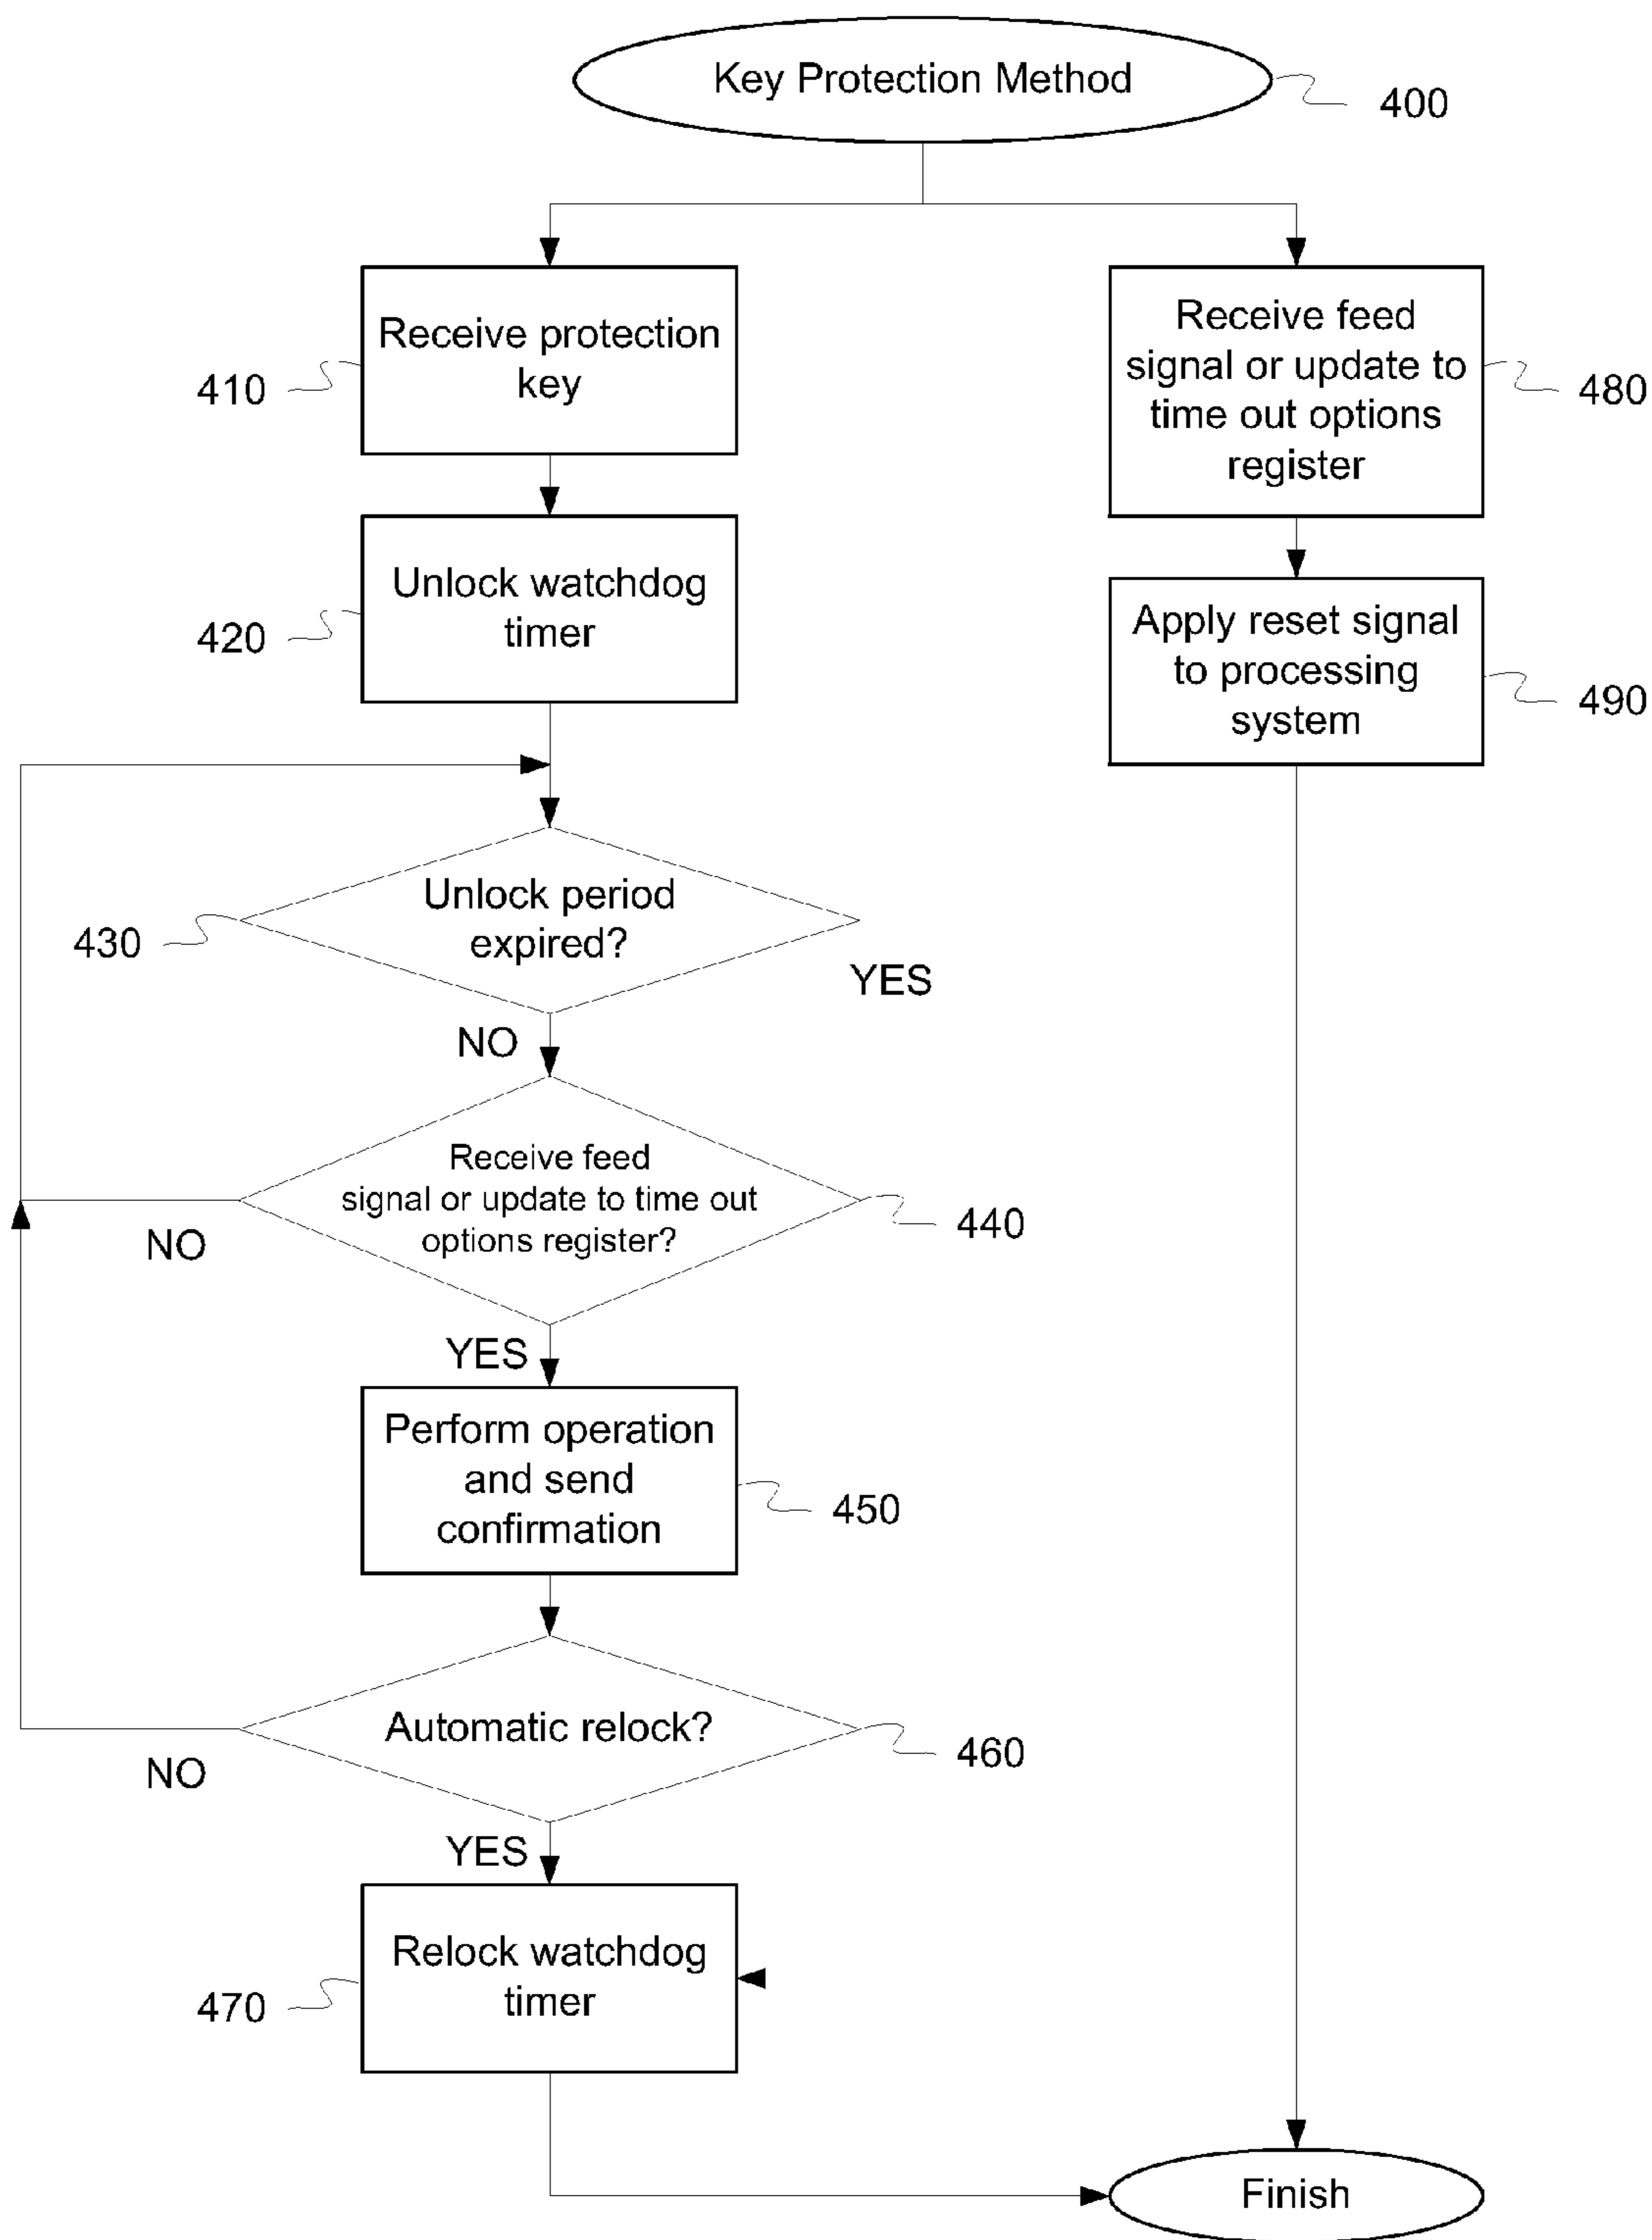 Key Protection Method
400
Receive protection
key
410
Receive feed
signal or update to
time out options
register
480
Unlock watchdog
timer
420
Apply reset signal
to processing
system
490
Unlock period
expired?
430
YES
NO
Receive feed
signal or update to time out
options register?
440
NO
YES
Perform operation
and send
confirmation
450
Automatic relock?
460
NO
YES
Relock watchdog
timer
470
Finish